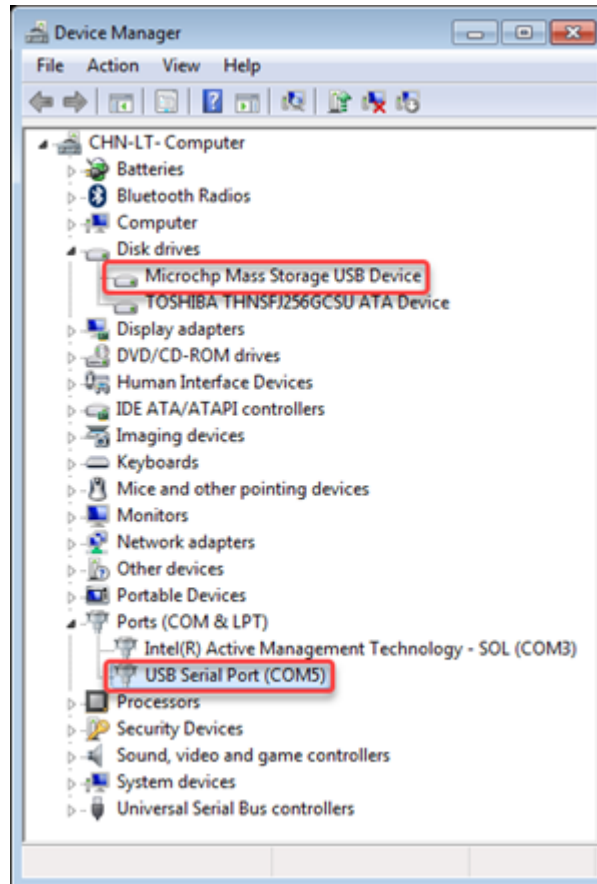 Device Manager
File Action View Help
CHN-LT- Computer
Batteries
Bluetooth Radios
Computer
Disk drives
Microchp Mass Storage USB Device
TOSHIBA THNSFJ256GCSU ATA Device
Display adapters
DVD/CD-ROM drives
Human Interface Devices
IDE ATA/ATAPI controllers
Imaging devices
Keyboards
Mice and other pointing devices
Monitors
Network adapters
Other devices
Portable Devices
Ports (COM & LPT)
Intel(R) Active Management Technology - SOL (COM3)
USB Serial Port (COM5)
Processors
Security Devices
Sound, video and game controllers
System devices
Universal Serial Bus controllers